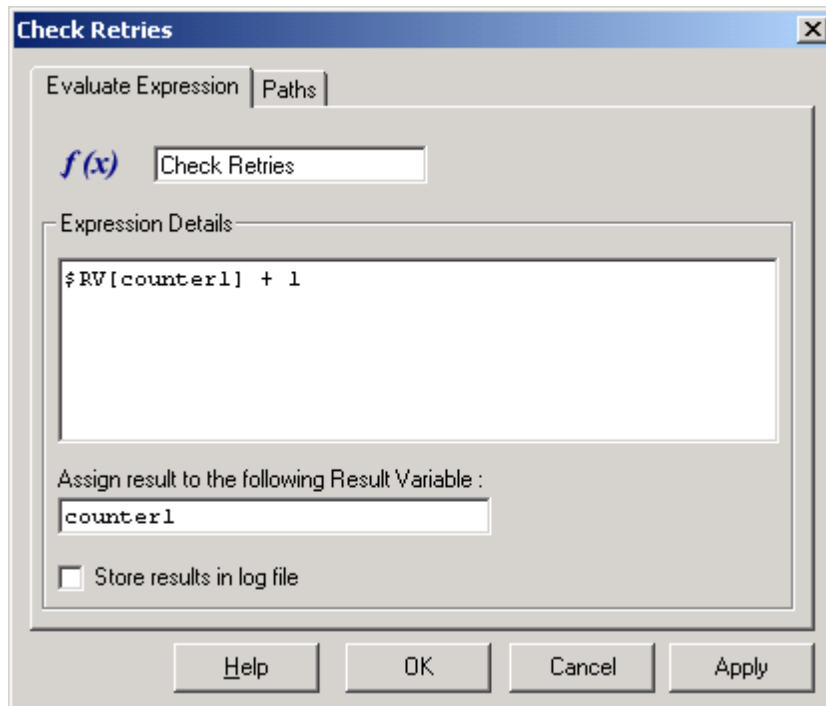 Check Retries
Evaluate Expression Paths
f (x) Check Retries
Expression Details
$RV[counter1] + 1
Assign result to the following Result Variable :
counter1
Store results in log file
Help OK Cancel Apply